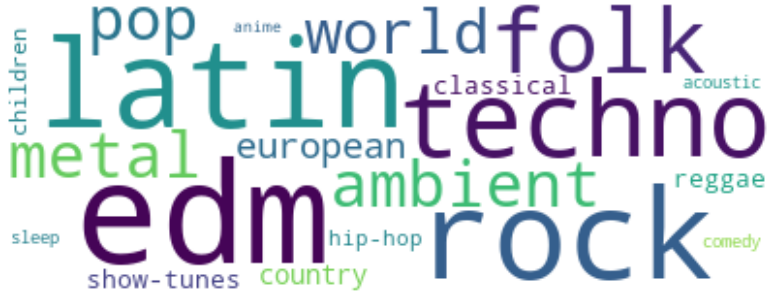 pop
anime
world
folk
children
latin
classical
acoustic
techno
metal
european
ambient
reggae
edm
rock
sleep
hip-hop
comedy
show-tunes
country